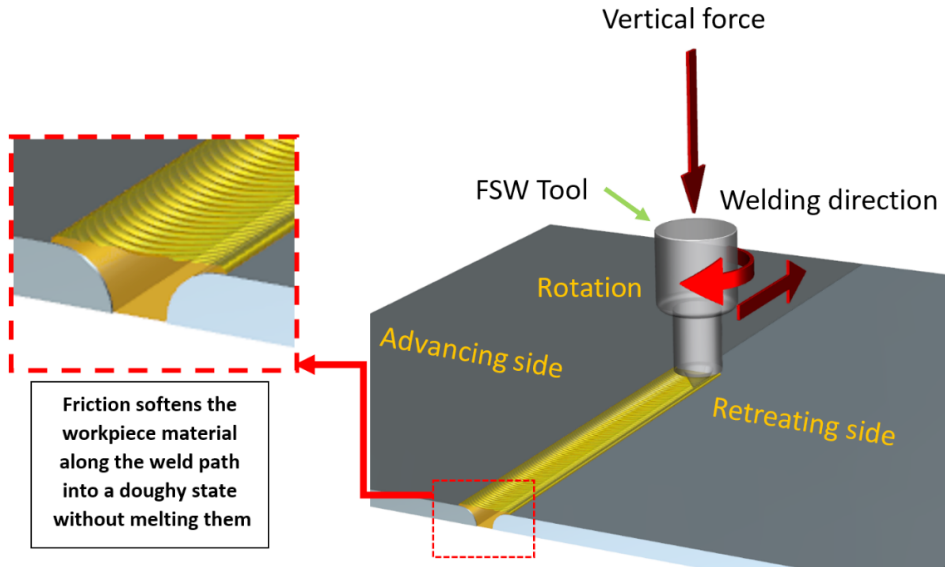 Vertical force
FSW Tool
Welding direction
Rotation
Advancing side
Retreating side
Friction softens the
workpiece material
along the weld path
into a doughy state
without melting them